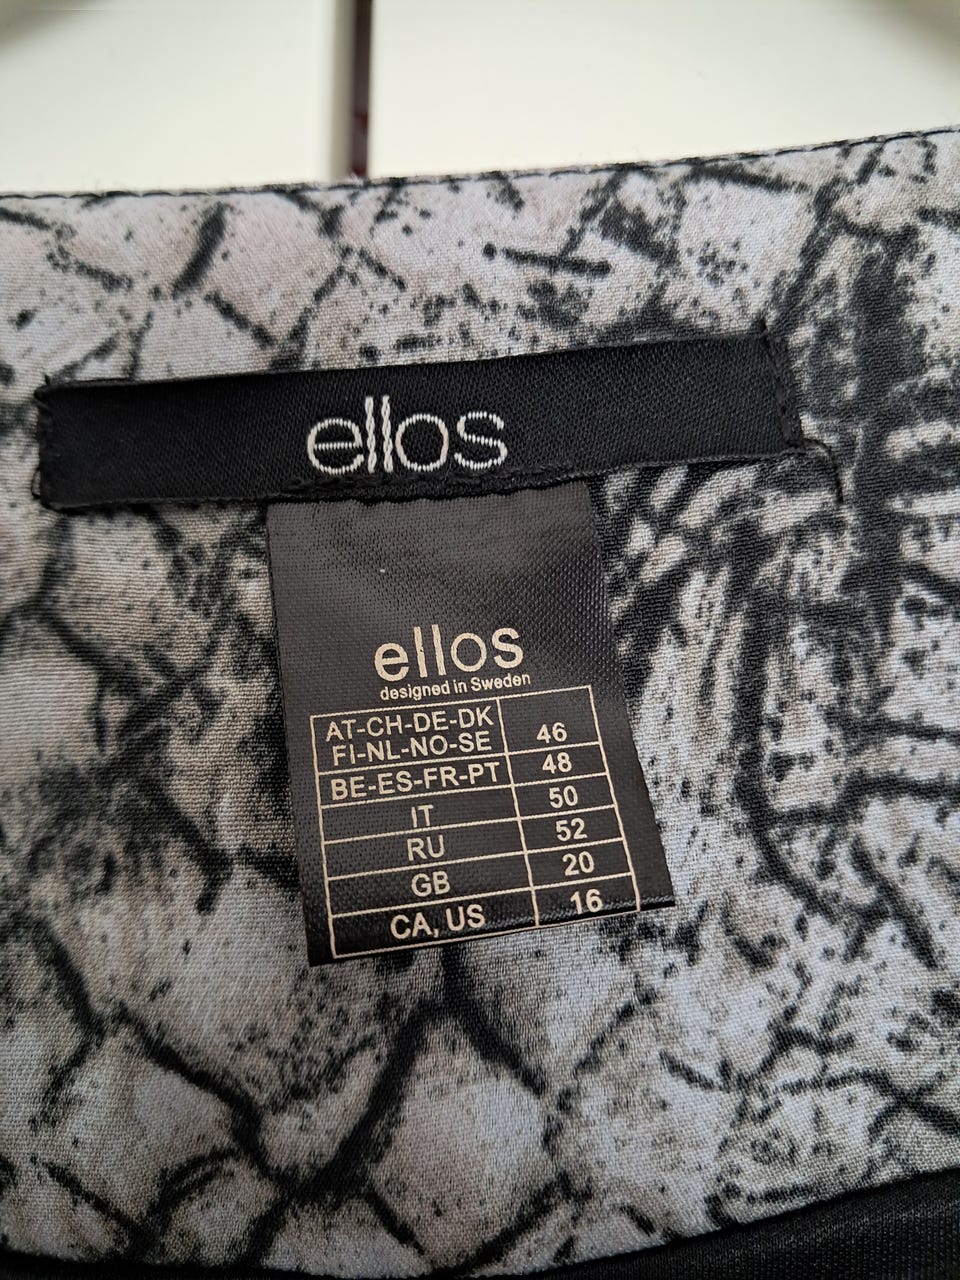 ellos
ellos
designed in Sweden
AT-CH-DE-DK
FI-NL-NO-SE 46
BE-ES-FR-PT 48
IT 50
RU 52
GB 20
CA, US 16